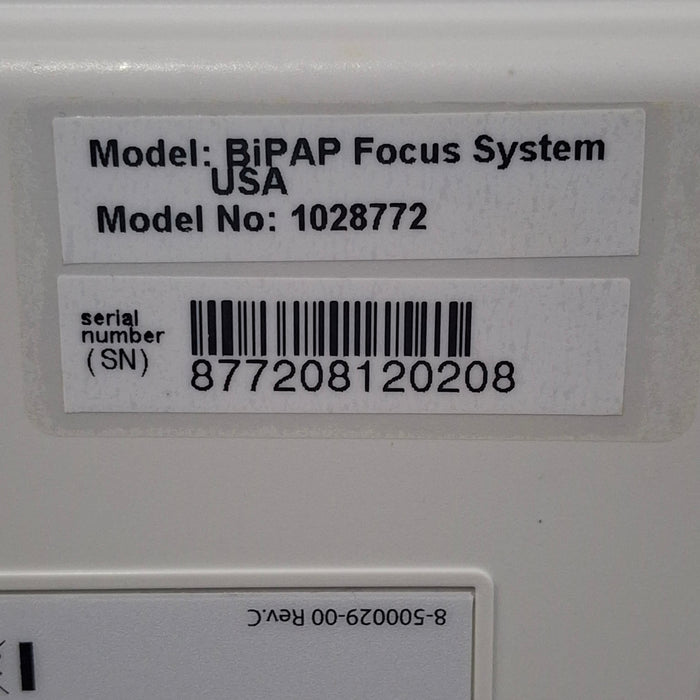 Model: BiPAP Focus System
USA
Model No: 1028772
serial
number
(SN)
877208120208
8-500029-00 Rev.C